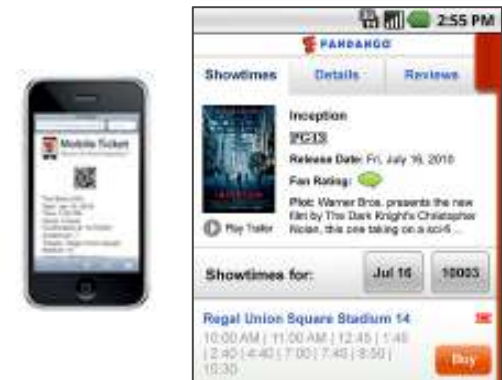 Mobile Ticket
2:55 PM
FANDANGO
Showtimes
Details
Reviews
Inception
PG13
Release Date: Fri, July 16, 2010
Fan Rating:
Plot: Warner Bros. presents the new
film by The Dark Knight's Christopher
Nolan, this one taking on a sci-fi ...
Play Trailer
Showtimes for:
Jul 16
10003
Regal Union Square Stadium 14
10:00 AM | 11:00 AM | 12:45 | 1:45
| 2:40 | 4:40 | 7:00 | 7:45 | 8:50 |
10:30
Buy